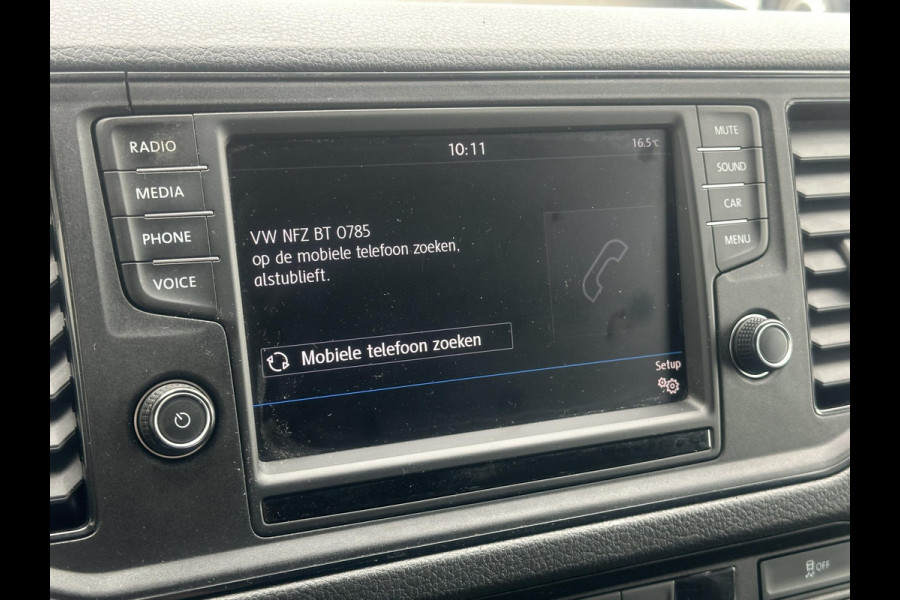 RADIO
MEDIA
PHONE
VOICE
10:11
16.5°C
VW NFZ BT 0785
op de mobiele telefoon zoeken,
alstublieft.
Mobiele telefoon zoeken
Setup
MUTE
SOUND
CAR
MENU
OFF